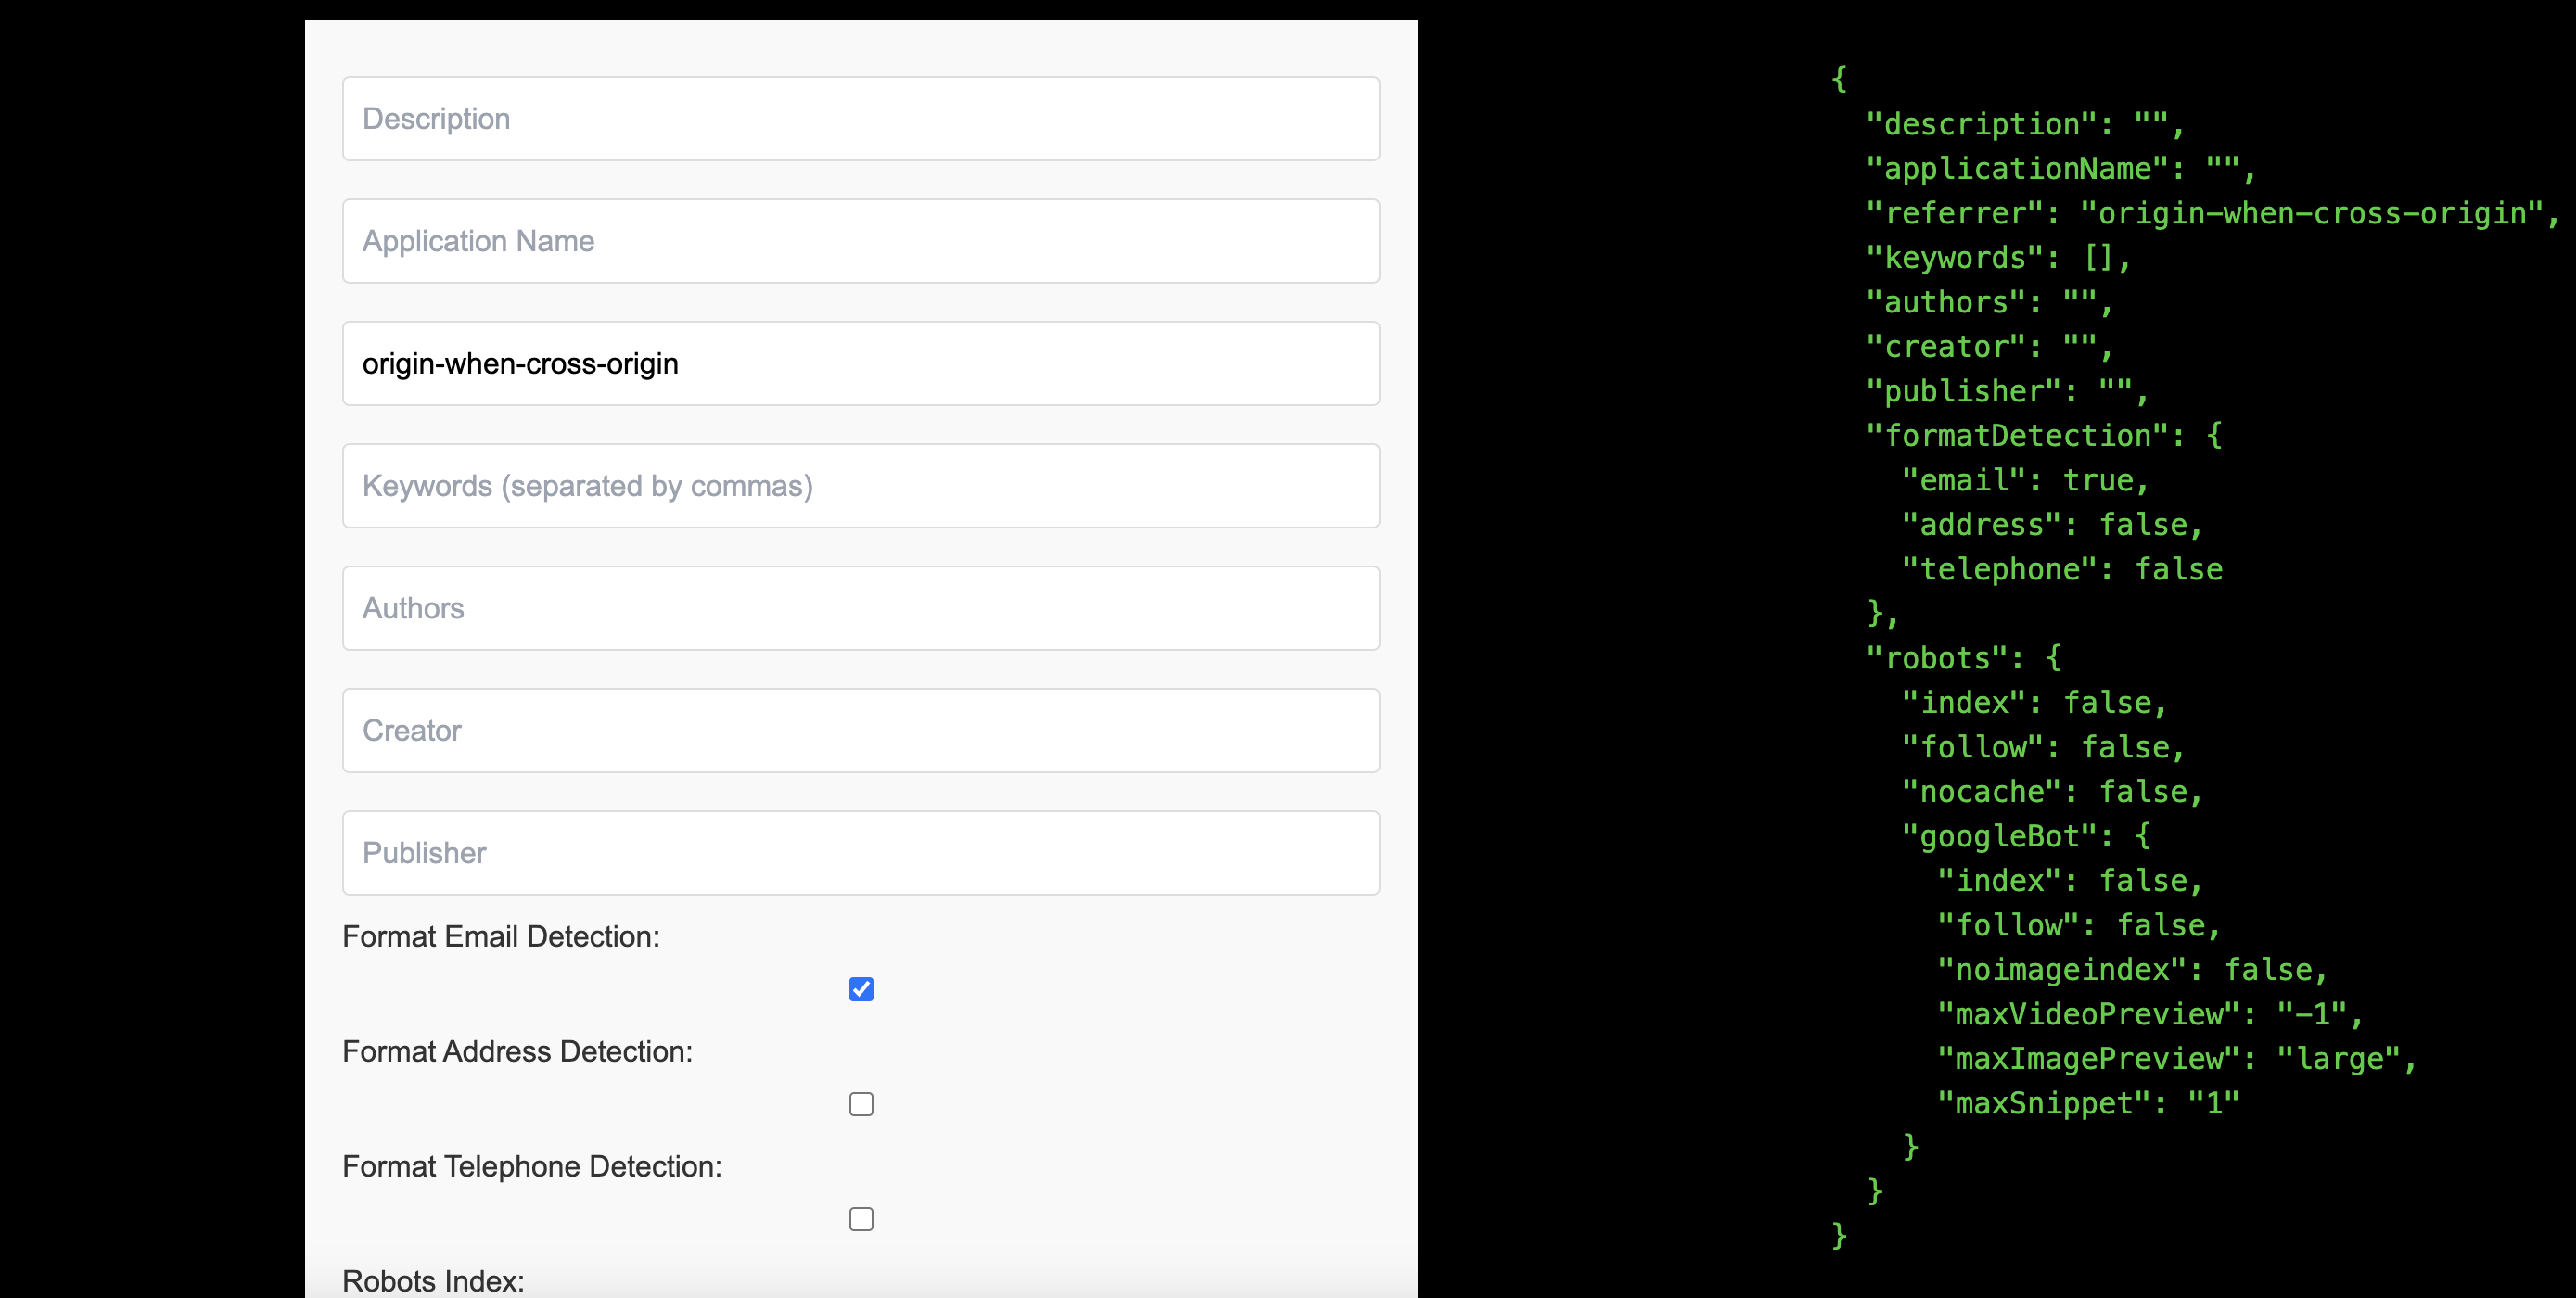 Description
Application Name
origin-when-cross-origin
Keywords (separated by commas)
Authors
Creator
Publisher
Format Email Detection:
Format Address Detection:
Format Telephone Detection:
Robots Index:
{
  "description": "",
  "applicationName": "",
  "referrer": "origin-when-cross-origin",
  "keywords": [],
  "authors": "",
  "creator": "",
  "publisher": "",
  "formatDetection": {
    "email": true,
    "address": false,
    "telephone": false
  },
  "robots": {
    "index": false,
    "follow": false,
    "nocache": false,
    "googleBot": {
      "index": false,
      "follow": false,
      "noimageindex": false,
      "maxVideoPreview": "-1",
      "maxImagePreview": "large",
      "maxSnippet": "1"
    }
  }
}